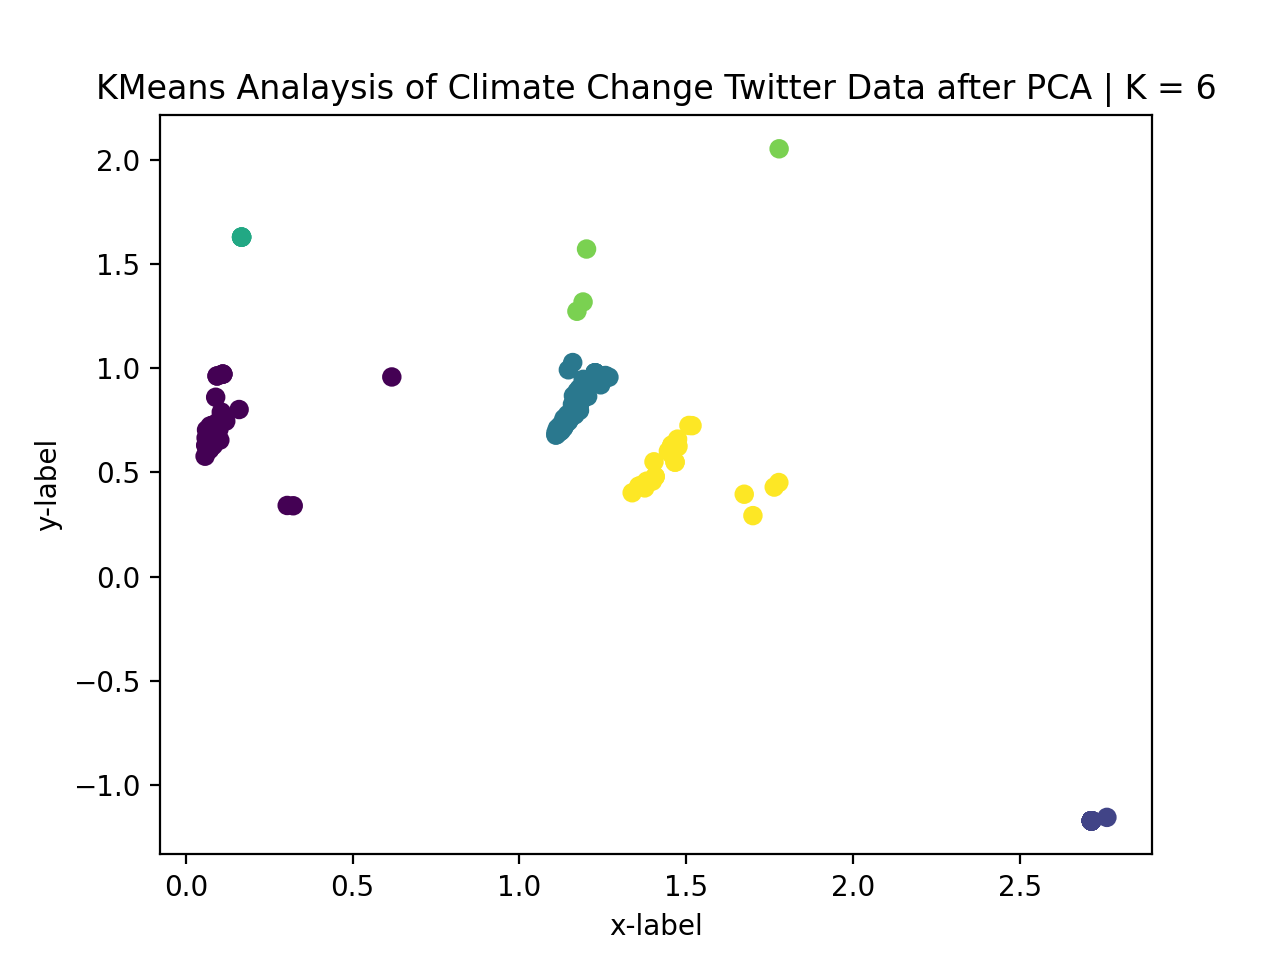 KMeans Analaysis of Climate Change Twitter Data after PCA | K = 6
2.0
1.5
1.0
0.5
0.0
−0.5
−1.0
y-label
0.0 0.5 1.0 1.5 2.0 2.5
x-label